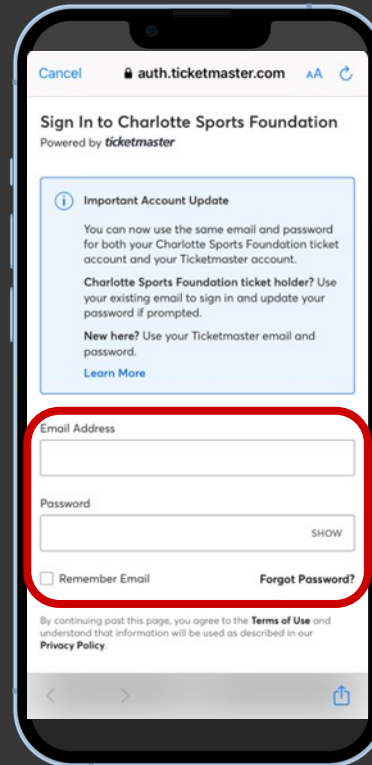 Cancel auth.ticketmaster.com AA
Sign In to Charlotte Sports Foundation
Powered by ticketmaster
i Important Account Update
You can now use the same email and password
for both your Charlotte Sports Foundation ticket
account and your Ticketmaster account.
Charlotte Sports Foundation ticket holder? Use
your existing email to sign in and update your
password if prompted.
New here? Use your Ticketmaster email and
password.
Learn More
Email Address
Password
SHOW
Remember Email Forgot Password?
By continuing past this page, you agree to the Terms of Use and
understand that information will be used as described in our
Privacy Policy.